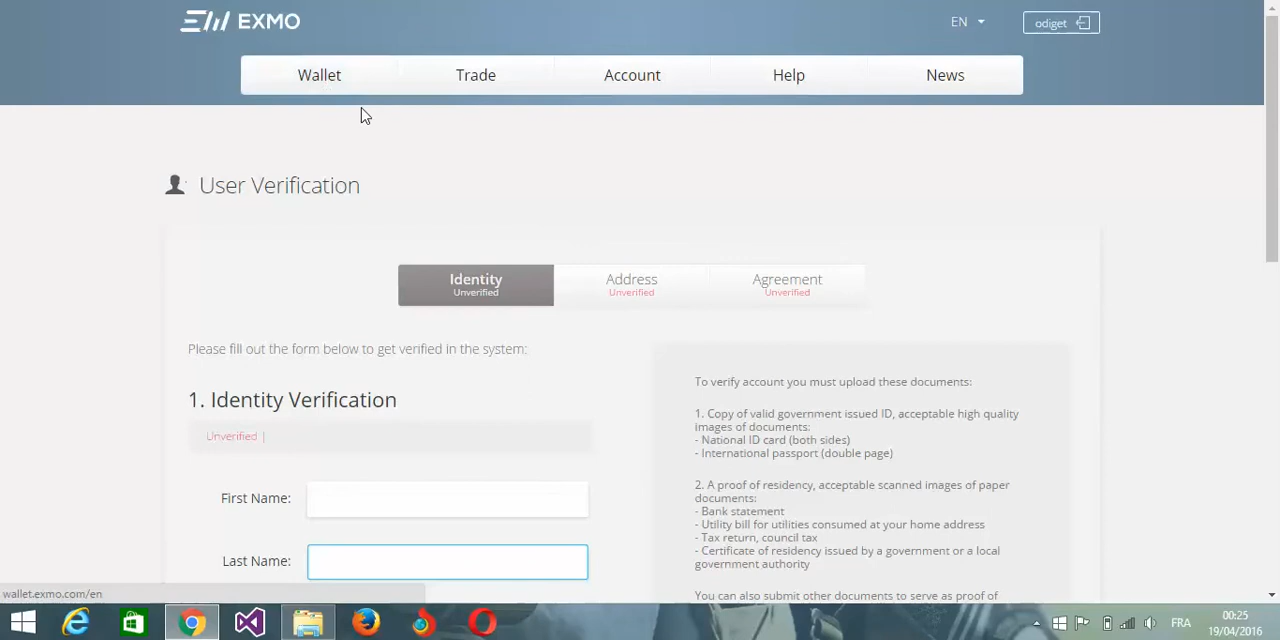 EXMO
EN
odiget
Wallet
Trade
Account
Help
News
User Verification
Identity
Unverified
Address
Unverified
Agreement
Unverified
Please fill out the form below to get verified in the system:
1. Identity Verification
Unverified |
First Name:
Last Name:
To verify account you must upload these documents:
1. Copy of valid government issued ID, acceptable high quality
images of documents:
- National ID card (both sides)
- International passport (double page)
2. A proof of residency, acceptable scanned images of paper
documents:
- Bank statement
- Utility bill for utilities consumed at your home address
- Tax return, council tax
- Certificate of residency issued by a government or a local
government authority
You can also submit other documents to serve as proof of
wallet.exmo.com/en
FRA
00:25
19/04/2016